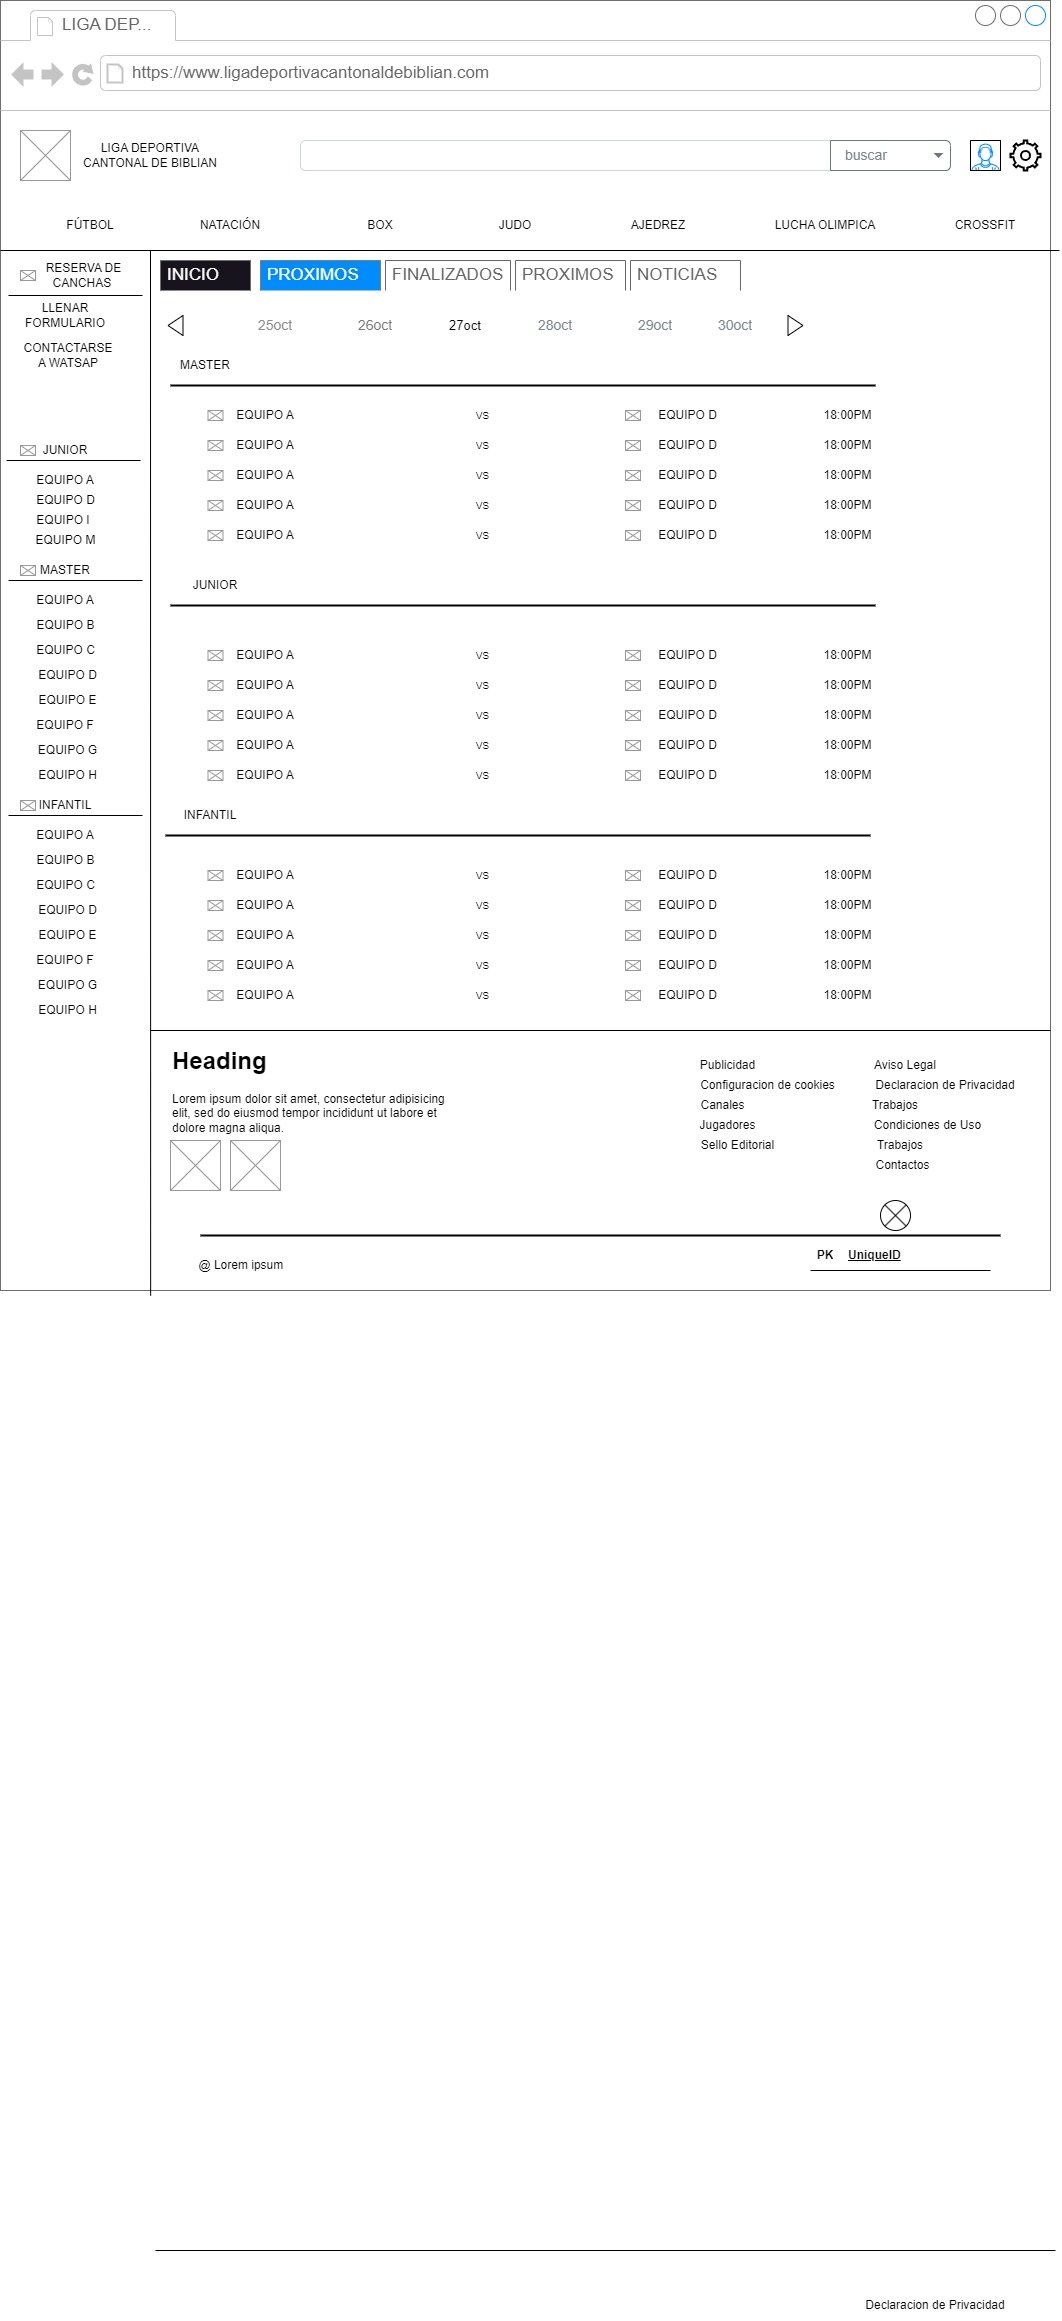 LIGA DEP...
https://www.ligadeportivacantonaldebiblian.com
LIGA DEPORTIVA
CANTONAL DE BIBLIAN
buscar
FÚTBOL NATACIÓN BOX JUDO AJEDREZ LUCHA OLIMPICA CROSSFIT
RESERVA DE
CANCHAS
LLENAR
FORMULARIO
CONTACTARSE
A WATSAP
JUNIOR
EQUIPO A
EQUIPO D
EQUIPO I
EQUIPO M
MASTER
EQUIPO A
EQUIPO B
EQUIPO C
EQUIPO D
EQUIPO E
EQUIPO F
EQUIPO G
EQUIPO H
INFANTIL
EQUIPO A
EQUIPO B
EQUIPO C
EQUIPO D
EQUIPO E
EQUIPO F
EQUIPO G
EQUIPO H
INICIO PROXIMOS FINALIZADOS PROXIMOS NOTICIAS
25oct 26oct 27oct 28oct 29oct 30oct
MASTER
EQUIPO A vs EQUIPO D 18:00PM
EQUIPO A vs EQUIPO D 18:00PM
EQUIPO A vs EQUIPO D 18:00PM
EQUIPO A vs EQUIPO D 18:00PM
EQUIPO A vs EQUIPO D 18:00PM
JUNIOR
EQUIPO A vs EQUIPO D 18:00PM
EQUIPO A vs EQUIPO D 18:00PM
EQUIPO A vs EQUIPO D 18:00PM
EQUIPO A vs EQUIPO D 18:00PM
EQUIPO A vs EQUIPO D 18:00PM
INFANTIL
EQUIPO A vs EQUIPO D 18:00PM
EQUIPO A vs EQUIPO D 18:00PM
EQUIPO A vs EQUIPO D 18:00PM
EQUIPO A vs EQUIPO D 18:00PM
EQUIPO A vs EQUIPO D 18:00PM
Heading
Lorem ipsum dolor sit amet, consectetur adipisicing
elit, sed do eiusmod tempor incididunt ut labore et
dolore magna aliqua.
Publicidad
Configuracion de cookies
Canales
Jugadores
Sello Editorial
Aviso Legal
Declaracion de Privacidad
Trabajos
Condiciones de Uso
Trabajos
Contactos
@ Lorem ipsum
PK UniqueID
Declaracion de Privacidad